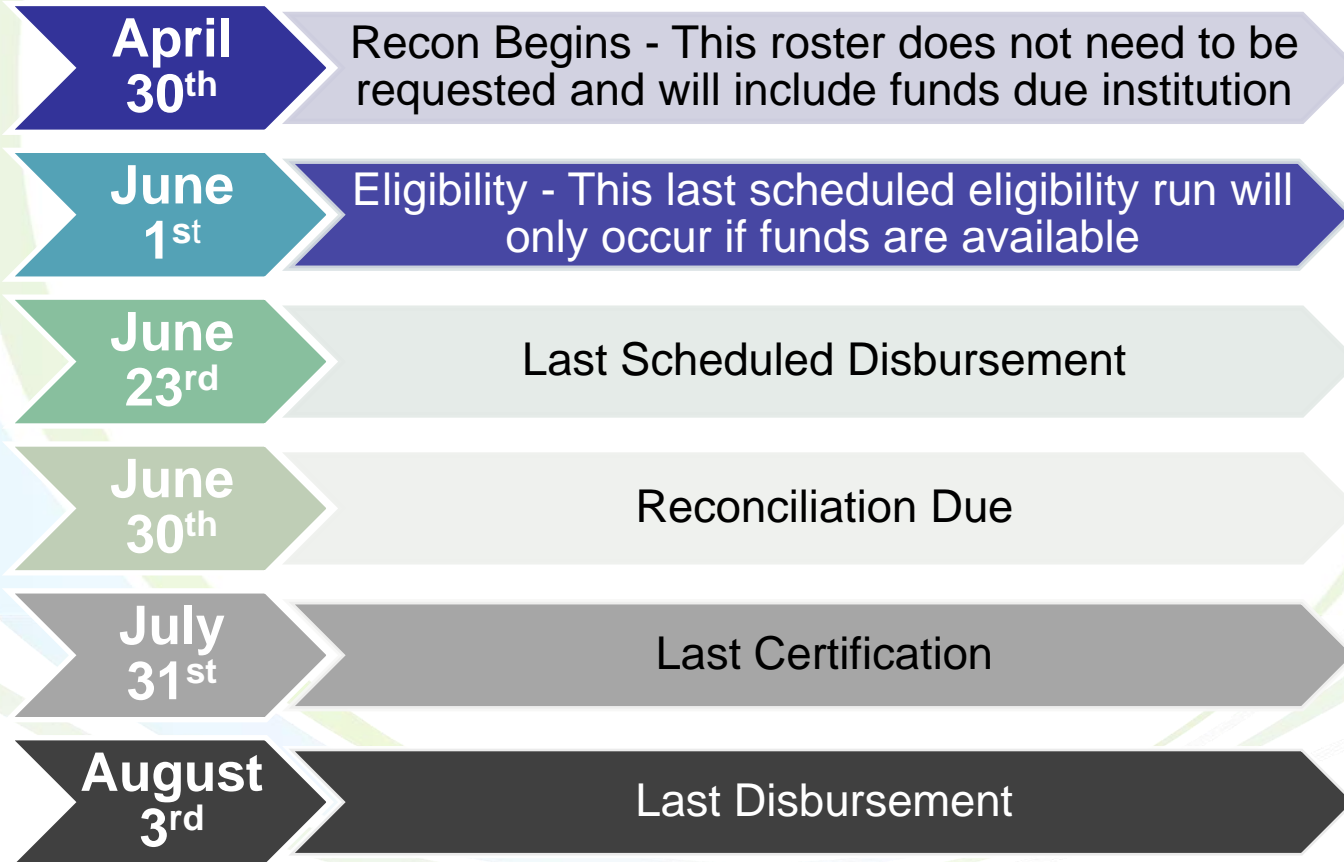 April
30th
Recon Begins - This roster does not need to be
requested and will include funds due institution
June
1st
Eligibility - This last scheduled eligibility run will
only occur if funds are available
June
23rd
Last Scheduled Disbursement
June
30th
Reconciliation Due
July
31st
Last Certification
August
3rd
Last Disbursement